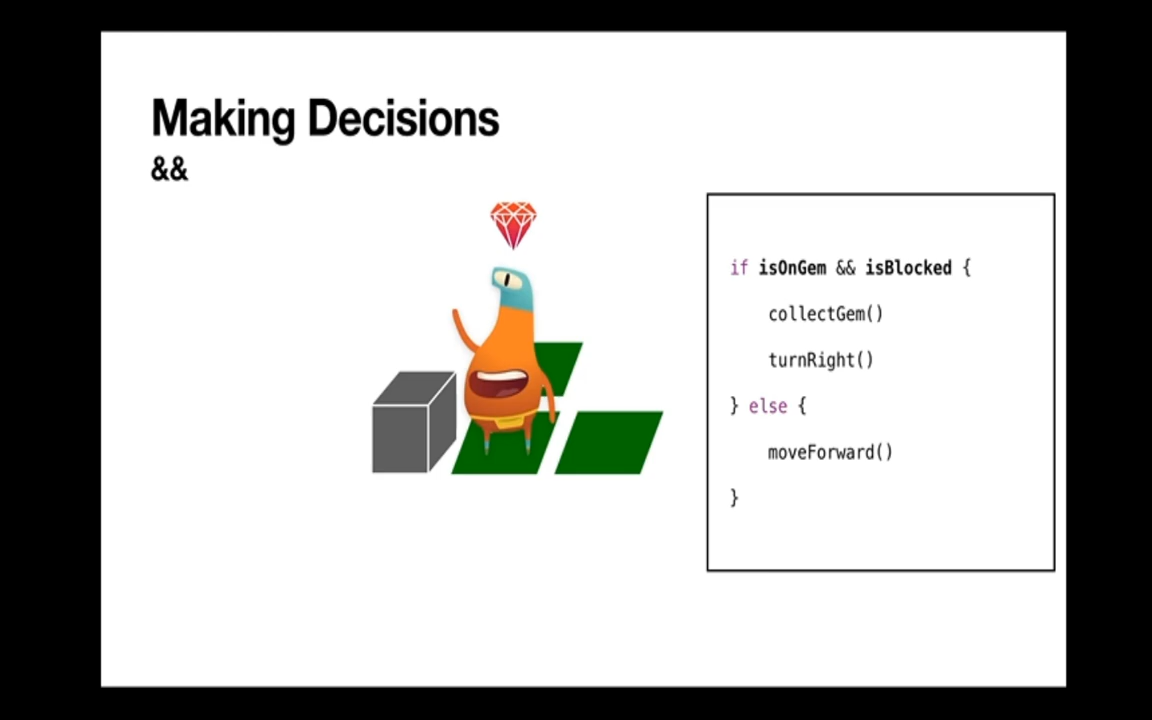 Making Decisions
&&
if isOnGem && isBlocked {
collectGem()
turnRight()
} else {
moveForward()
}